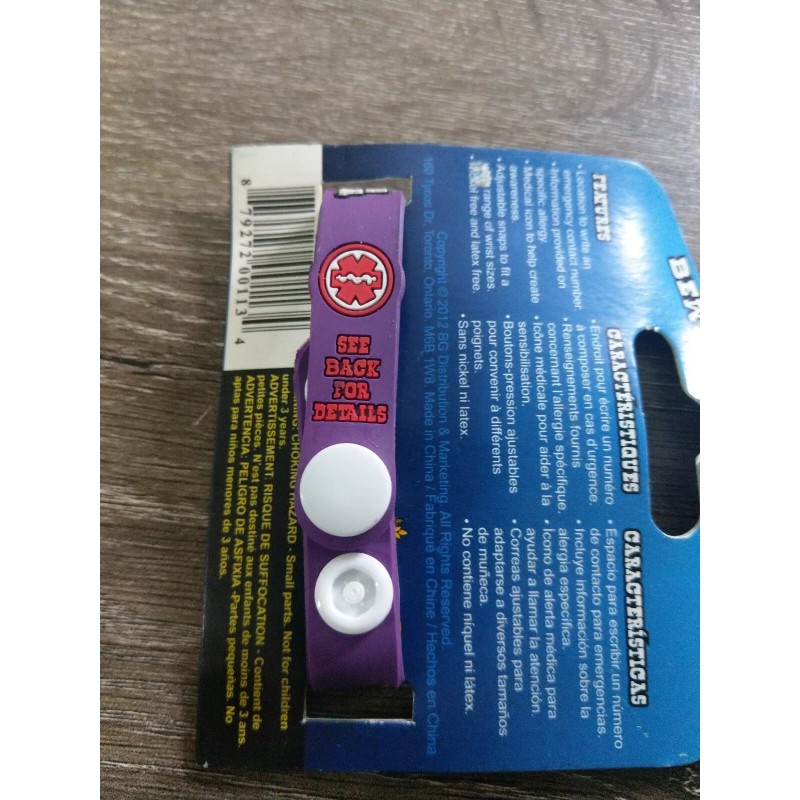 BEW
FEATURES
• Location to write an
emergency contact number.
• Information provided on
specific allergy.
• Medical icon to help create
awareness.
• Adjustable snaps to fit a
range of wrist sizes.
free and latex free.
CARACTÉRISTIQUES
• Endroit pour écrire un numéro
à composer en cas d'urgence.
• Renseignements fournis
concernant l'allergie spécifique.
• Icône médicale pour aider à la
sensibilisation.
• Boutons-pression ajustables
pour convenir à différents
poignets.
• Sans nickel ni latex.
CARACTERÍSTICAS
• Espacio para escribir un número
de contacto para emergencias.
• Incluye información sobre la
alergia específica.
• Icono de alerta médica para
ayudar a llamar la atención.
• Correas ajustables para
adaptarse a diversos tamaños
de muñeca.
• No contiene níquel ni látex.
Copyright © 2012 BG Distribution & Marketing. All Rights Reserved.
160 Tycos Dr. Toronto, Ontario, M6B 1W8. Made in China / Fabriqué en Chine / Hechos en China
SEE
BACK
FOR
DETAILS
CHOKING HAZARD - Small parts. Not for children
under 3 years.
ADVERTISSEMENT: RISQUE DE SUFFOCATION - Contient de
petites pièces. N'est pas destiné aux enfants de moins de 3 ans.
ADVERTENCIA: PELIGRO DE ASFIXIA -Partes pequeñas. No
aptas para niños menores de 3 años.
8 79272 00113 4